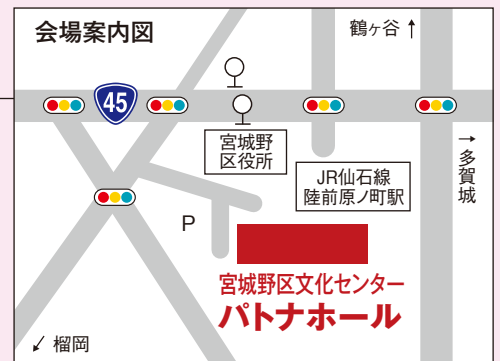 会場案内図
鶴ヶ谷↑
45
宮城野
区役所
JR仙石線
陸前原ノ町駅
→
多賀城
P
宮城野区文化センター
パトナホール
↙ 榴岡